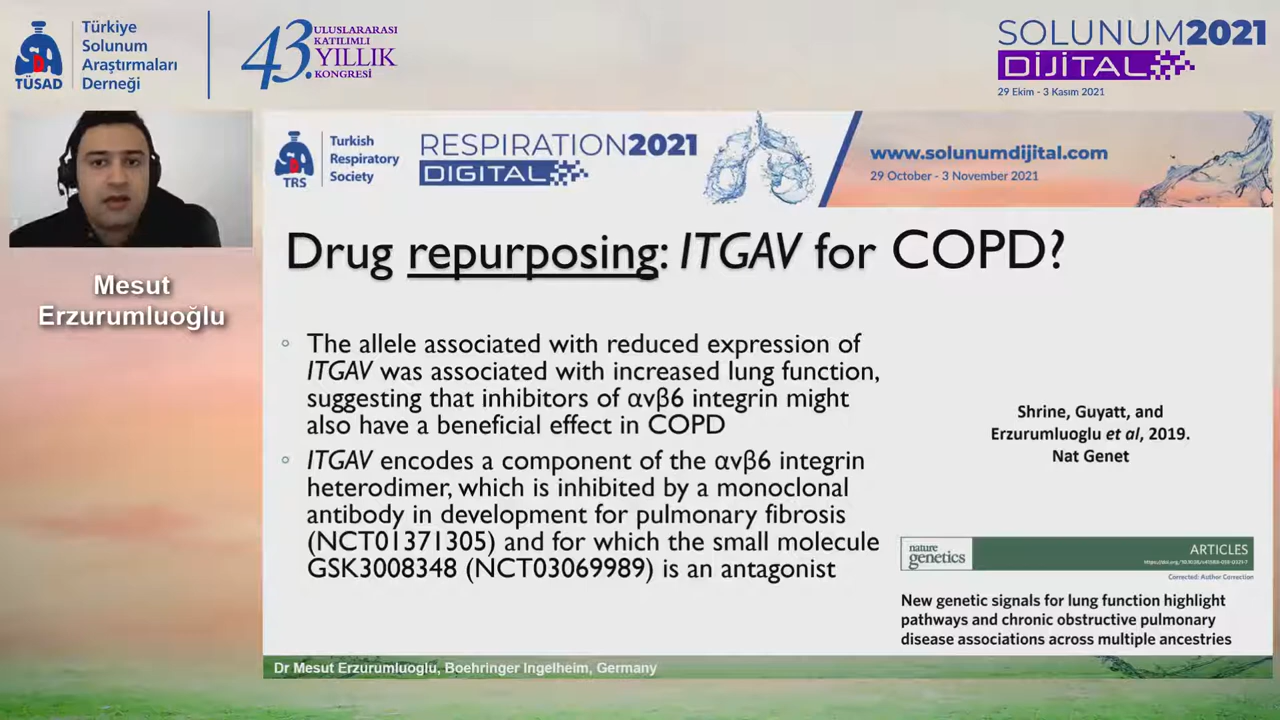 Türkiye
Solunum
Araştırmaları
Derneği
TÜSAD
43.
ULUSLARARASI
KATILIMLI
YILLIK
KONGRESİ
SOLUNUM2021
DİJİTAL
29 Ekim - 3 Kasım 2021
Mesut
Erzurumluoğlu
TRS
Turkish
Respiratory
Society
RESPIRATION2021
DIGITAL
www.solunumdijital.com
29 October - 3 November 2021
Drug repurposing: ITGAV for COPD?
◦ The allele associated with reduced expression of
ITGAV was associated with increased lung function,
suggesting that inhibitors of αvβ6 integrin might
also have a beneficial effect in COPD
◦ ITGAV encodes a component of the αvβ6 integrin
heterodimer, which is inhibited by a monoclonal
antibody in development for pulmonary fibrosis
(NCT01371305) and for which the small molecule
GSK3008348 (NCT03069989) is an antagonist
Shrine, Guyatt, and
Erzurumluoglu et al, 2019.
Nat Genet
nature
genetics
ARTICLES
Corrected: Author Correction
New genetic signals for lung function highlight
pathways and chronic obstructive pulmonary
disease associations across multiple ancestries
Dr Mesut Erzurumluoglu, Boehringer Ingelheim, Germany